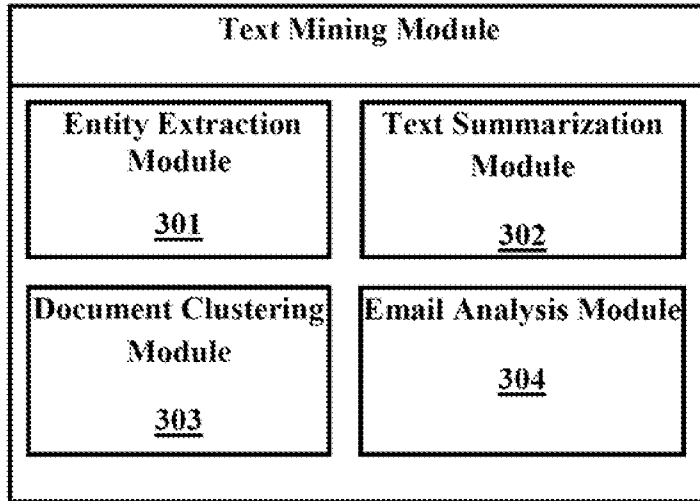 Text Mining Module
Entity Extraction
Module
301
Text Summarization
Module
302
Document Clustering
Module
303
Email Analysis Module
304